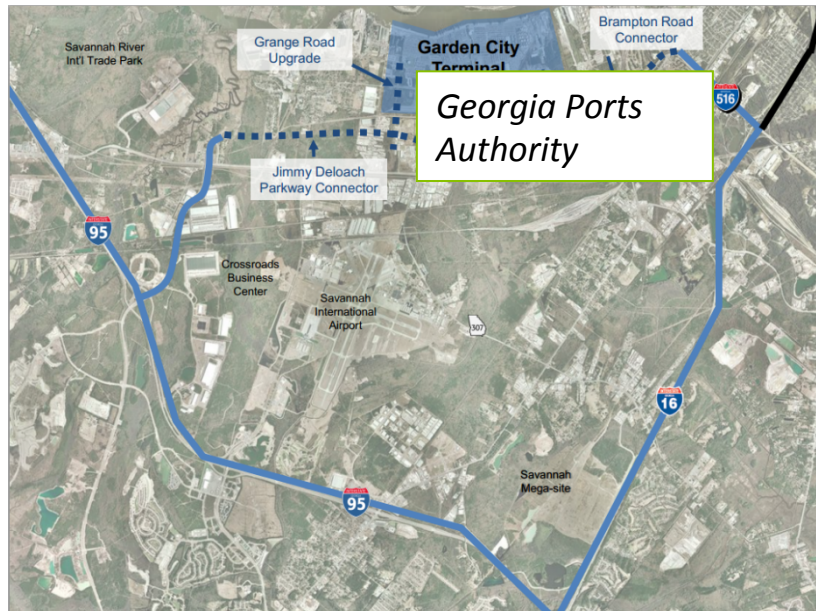 Savannah River
Int'l Trade Park
Grange Road
Upgrade
Garden City
Terminal
Brampton Road
Connector
Georgia Ports
Authority
516
Jimmy Deloach
Parkway Connector
95
Crossroads
Business
Center
Savannah
International
Airport
307
16
Savannah
Mega-site
95